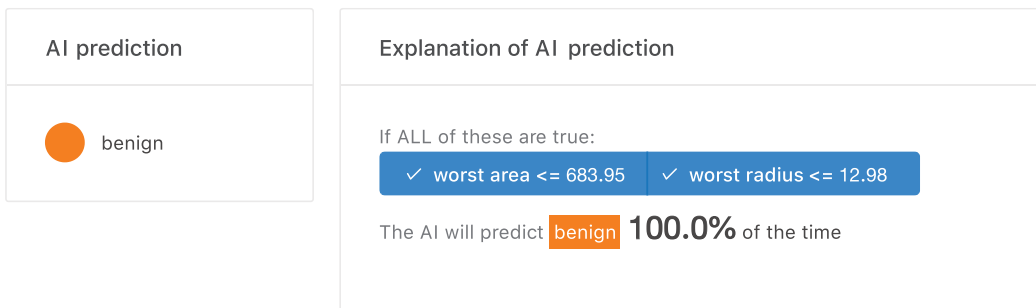 AI prediction
Explanation of AI prediction
benign
If ALL of these are true:
✓ worst area <= 683.95 ✓ worst radius <= 12.98
The AI will predict benign 100.0% of the time